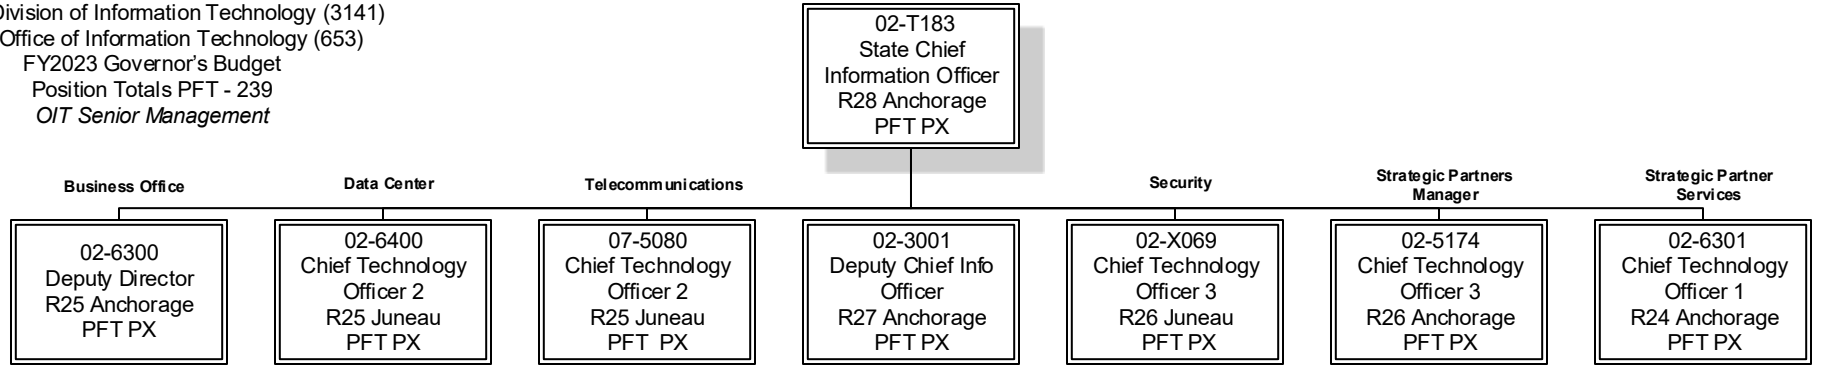 Division of Information Technology (3141)
Office of Information Technology (653)
FY2023 Governor's Budget
Position Totals PFT - 239
OIT Senior Management
02-T183
State Chief
Information Officer
R28 Anchorage
PFT PX
Business Office
Data Center
Telecommunications
Security
Strategic Partners
Manager
Strategic Partner
Services
02-6300
Deputy Director
R25 Anchorage
PFT PX
02-6400
Chief Technology
Officer 2
R25 Juneau
PFT PX
07-5080
Chief Technology
Officer 2
R25 Juneau
PFT PX
02-3001
Deputy Chief Info
Officer
R27 Anchorage
PFT PX
02-X069
Chief Technology
Officer 3
R26 Juneau
PFT PX
02-5174
Chief Technology
Officer 3
R26 Anchorage
PFT PX
02-6301
Chief Technology
Officer 1
R24 Anchorage
PFT PX